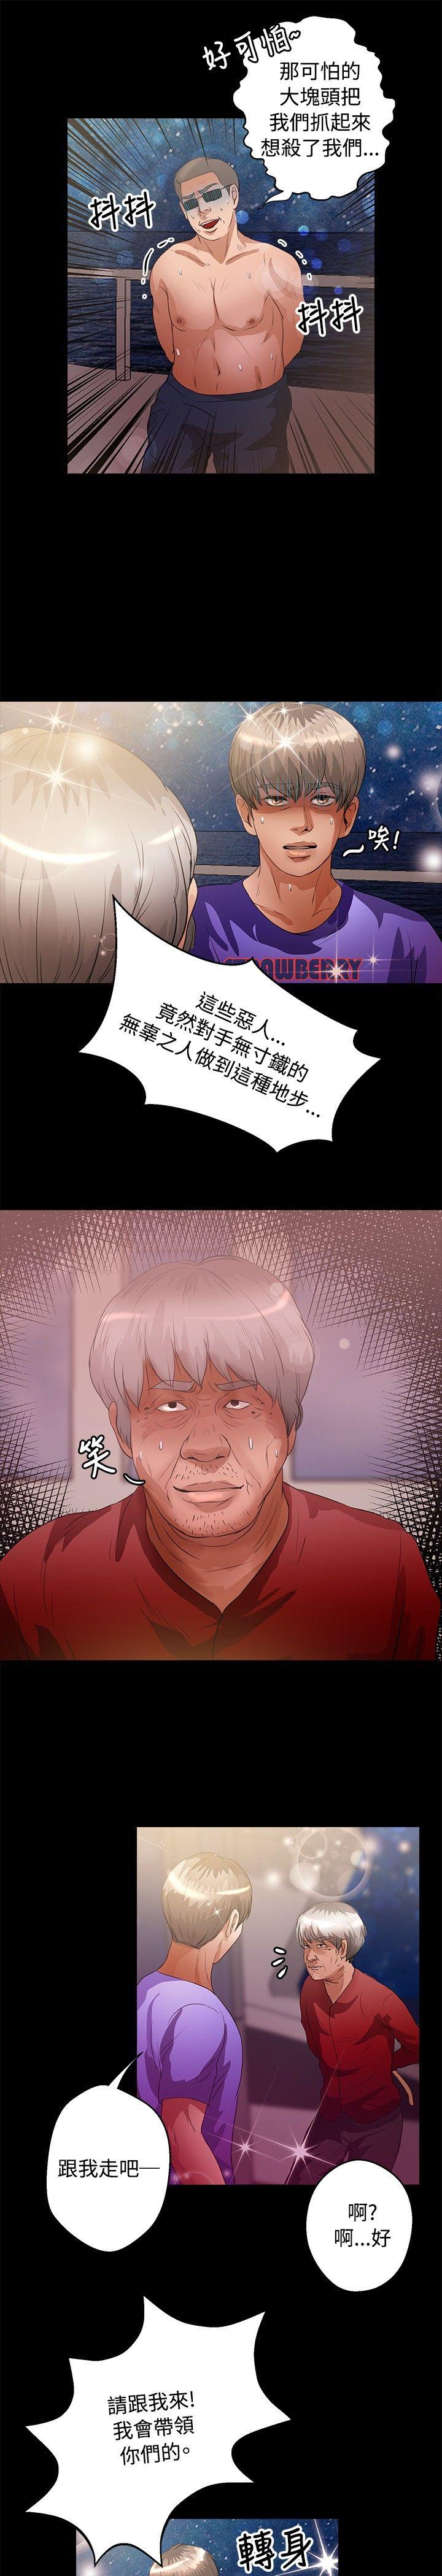 好可怕~
那可怕的
大塊頭把
我們抓起來
想殺了我們...
抖抖
抖抖
唉!
STRAWBERRY
這些惡人...
竟然對手無寸鐵的
無辜之人做到這種地步...
笑
跟我走吧—
啊?
啊...好
請跟我來!
我會帶領
你們的。
轉身